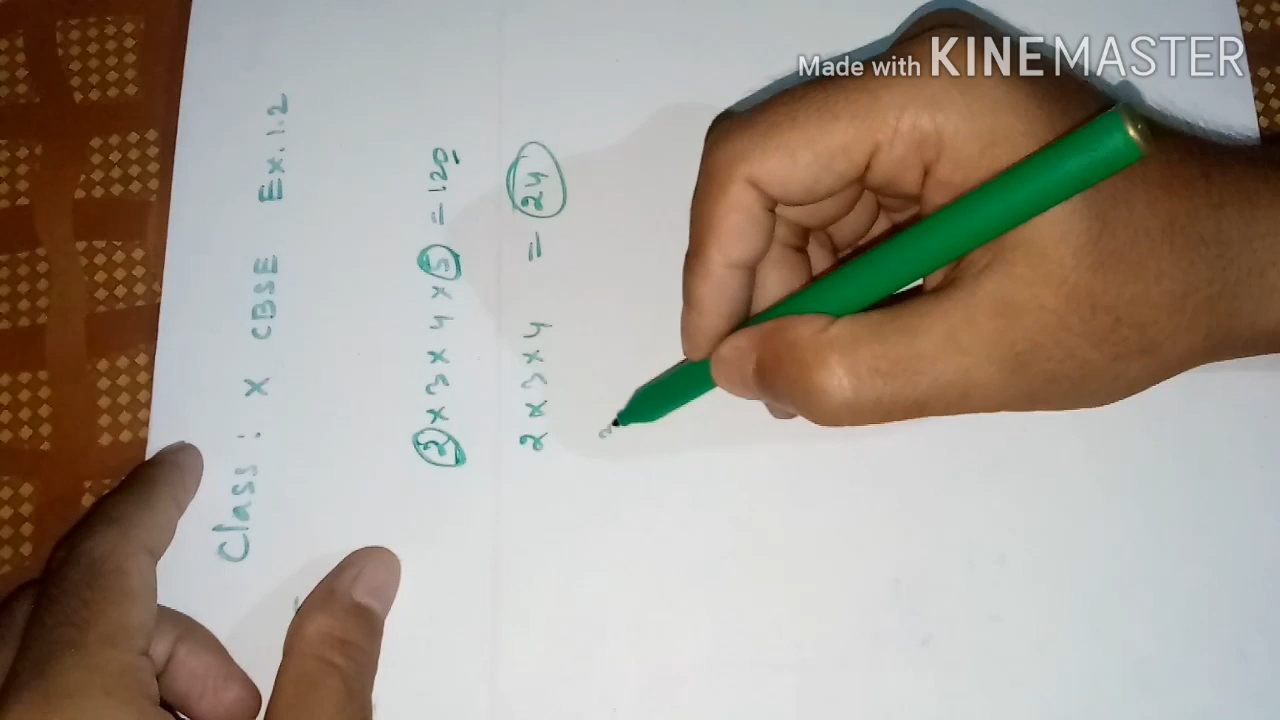 Made with KINEMASTER
Class : X CBSE Ex. 1.2
2 × 3 × 4 × 5 = 120
2 × 3 × 4 = 24